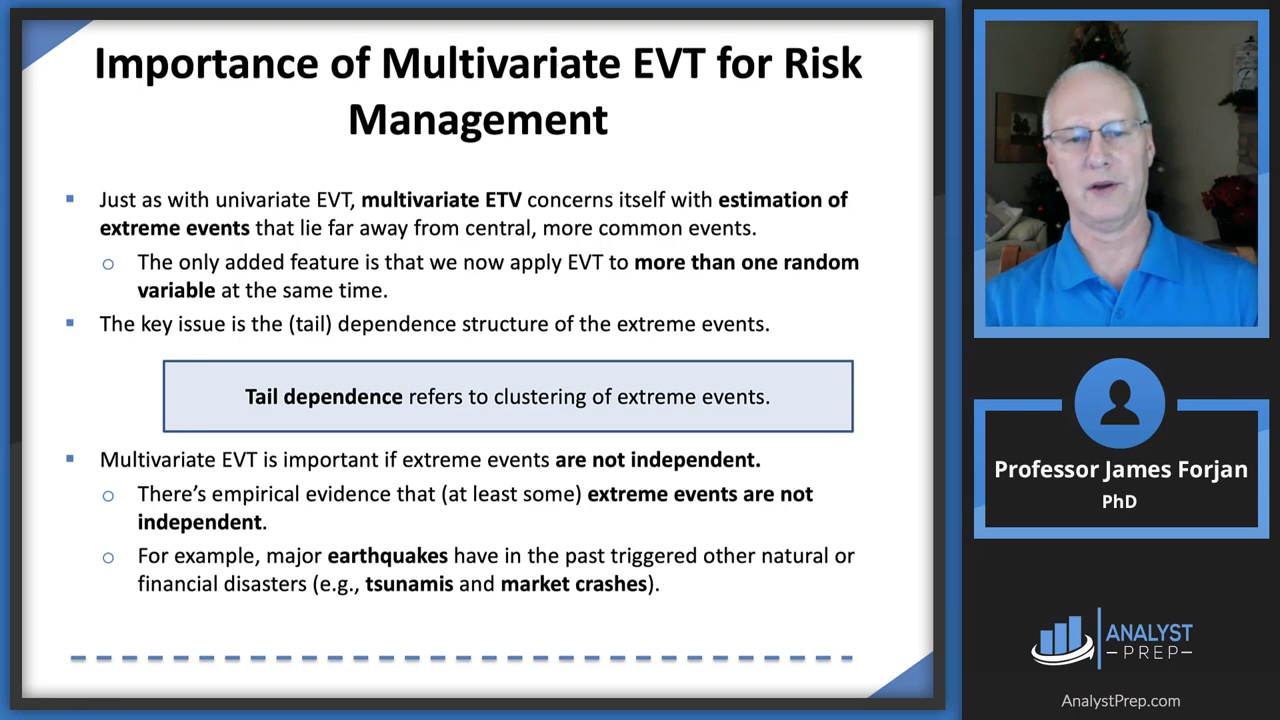 Importance of Multivariate EVT for Risk
Management
Just as with univariate EVT, multivariate ETV concerns itself with estimation of
extreme events that lie far away from central, more common events.
The only added feature is that we now apply EVT to more than one random
variable at the same time.
The key issue is the (tail) dependence structure of the extreme events.
Tail dependence refers to clustering of extreme events.
Multivariate EVT is important if extreme events are not independent.
There’s empirical evidence that (at least some) extreme events are not
independent.
For example, major earthquakes have in the past triggered other natural or
financial disasters (e.g., tsunamis and market crashes).
Professor James Forjan
PhD
ANALYST
PREP
AnalystPrep.com